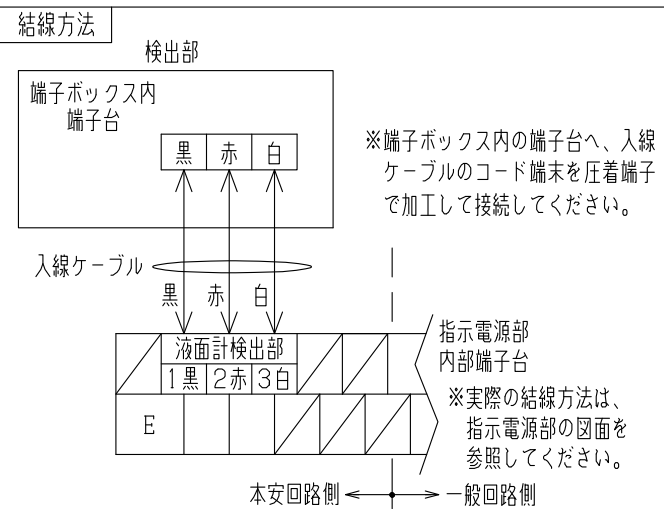 結線方法
検出部
端子ボックス内
端子台
黒 赤 白
※端子ボックス内の端子台へ、入線
ケーブルのコード端末を圧着端子
で加工して接続してください。
入線ケーブル
黒 赤 白
液面計検出部
1黒 2赤 3白
E
指示電源部
内部端子台
※実際の結線方法は、
指示電源部の図面を
参照してください。
本安回路側
一般回路側